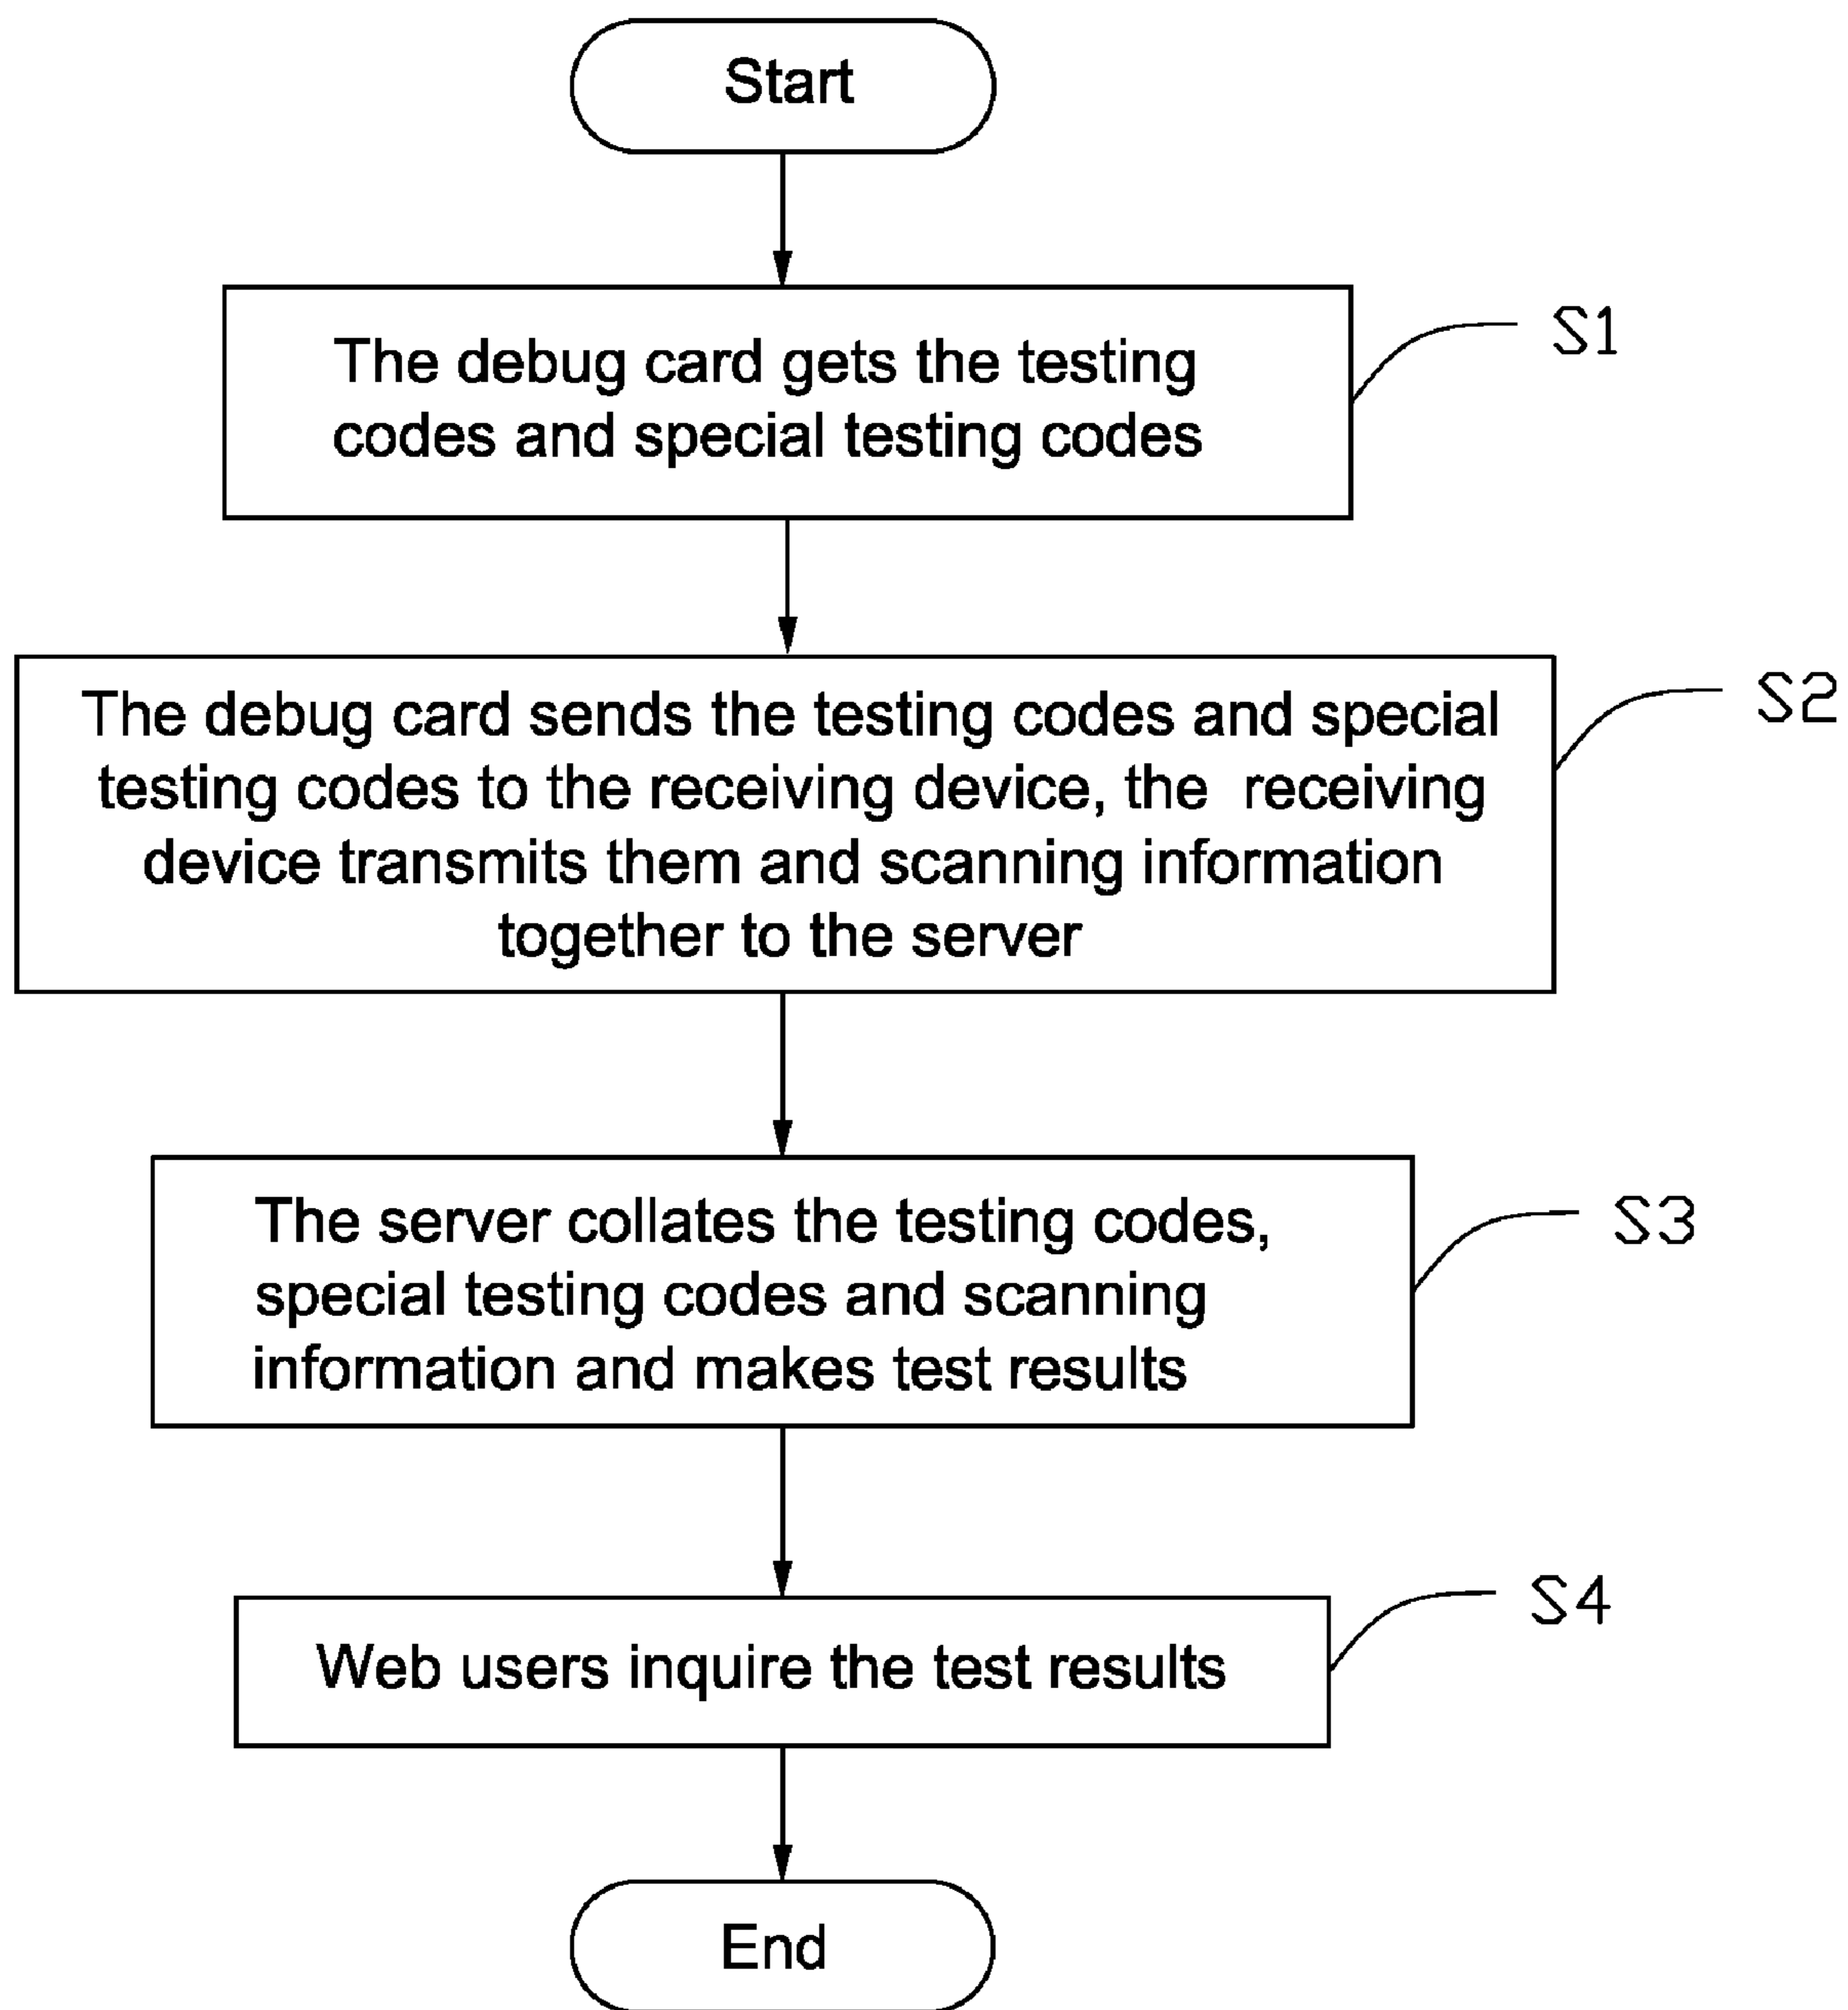 Start
The debug card gets the testing
codes and special testing codes
S1
The debug card sends the testing codes and special
testing codes to the receiving device, the receiving
device transmits them and scanning information
together to the server
S2
The server collates the testing codes,
special testing codes and scanning
information and makes test results
S3
Web users inquire the test results
S4
End